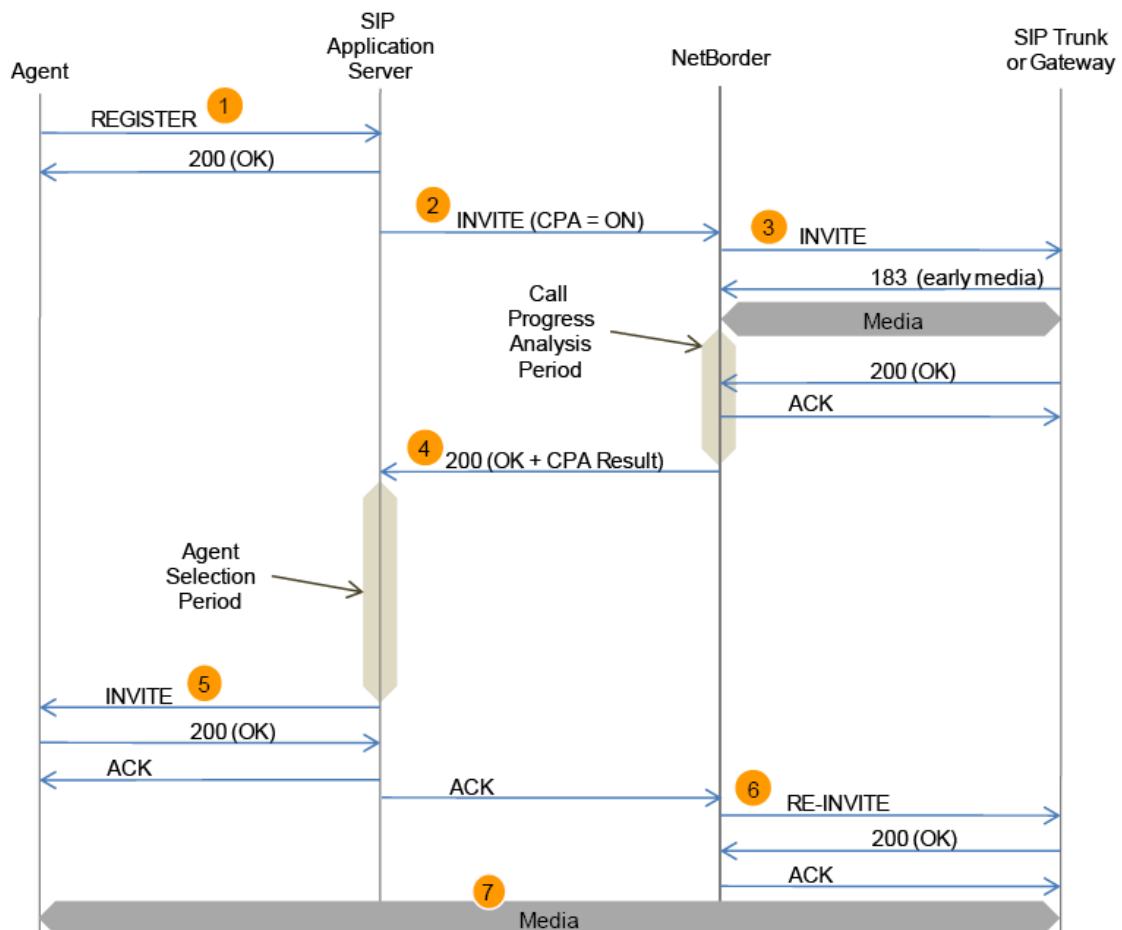 Agent
SIP
Application
Server
NetBorder
SIP Trunk
or Gateway
1
REGISTER
200 (OK)
2
INVITE (CPA = ON)
3
INVITE
183 (early media)
Media
Call
Progress
Analysis
Period
200 (OK)
ACK
4
200 (OK + CPA Result)
Agent
Selection
Period
5
INVITE
200 (OK)
ACK
ACK
6
RE-INVITE
200 (OK)
ACK
7
Media